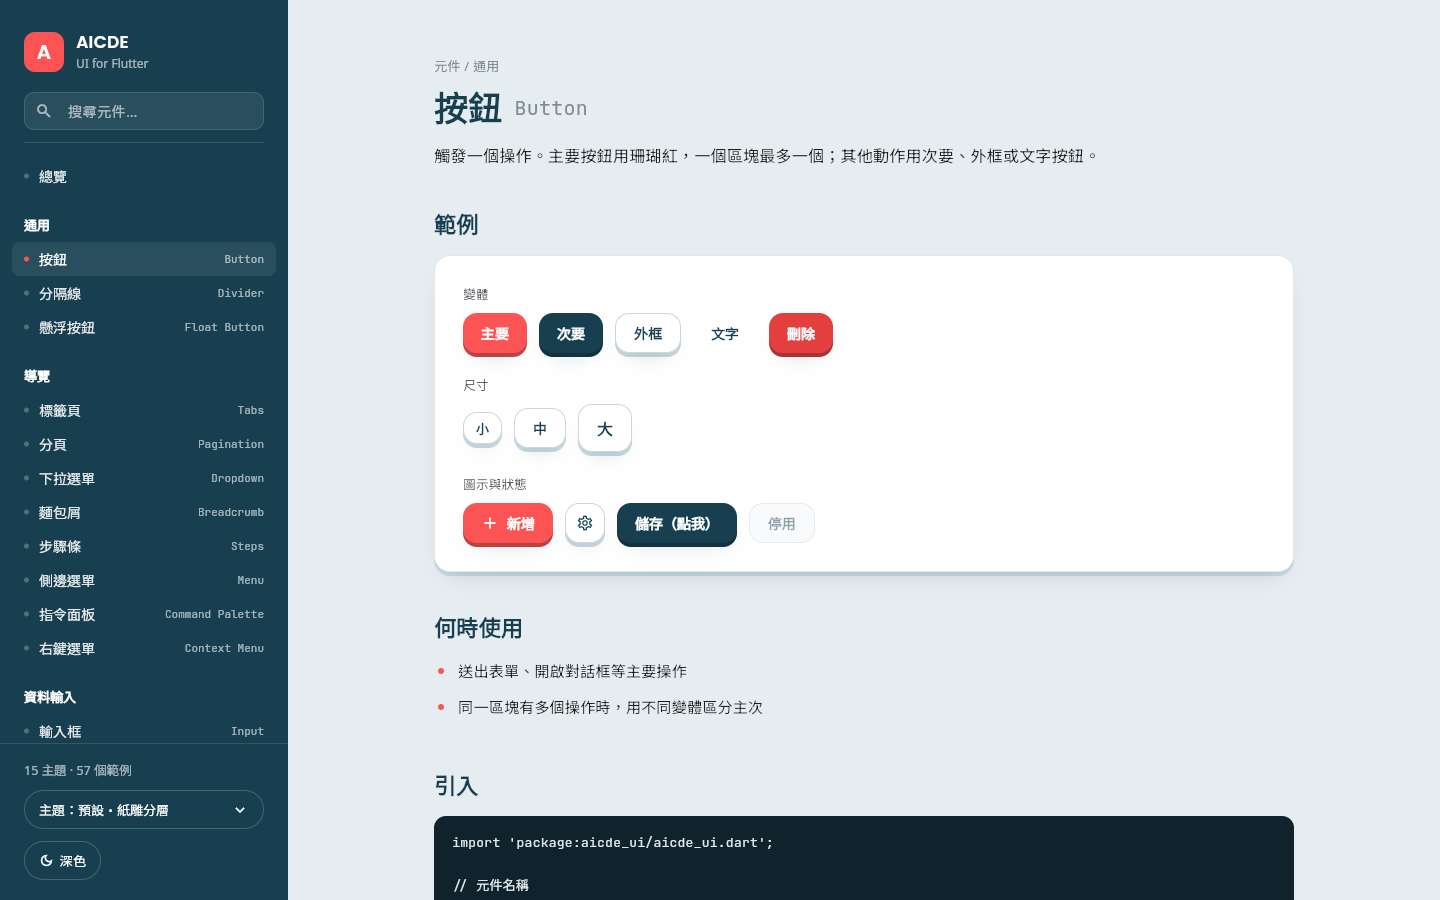 A
AICDE
UI for Flutter
搜尋元件...
總覽
通用
按鈕 Button
分隔線 Divider
懸浮按鈕 Float Button
導覽
標籤頁 Tabs
分頁 Pagination
下拉選單 Dropdown
麵包屑 Breadcrumb
步驟條 Steps
側邊選單 Menu
指令面板 Command Palette
右鍵選單 Context Menu
資料輸入
輸入框 Input
15 主題 · 57 個範例
主題：預設・紙雕分層
深色
元件 / 通用
按鈕 Button
觸發一個操作。主要按鈕用珊瑚紅，一個區塊最多一個；其他動作用次要、外框或文字按鈕。
範例
變體
主要 次要 外框 文字 刪除
尺寸
小 中 大
圖示與狀態
新增 儲存（點我） 停用
何時使用
送出表單、開啟對話框等主要操作
同一區塊有多個操作時，用不同變體區分主次
引入
import 'package:aicde_ui/aicde_ui.dart';
// 元件名稱